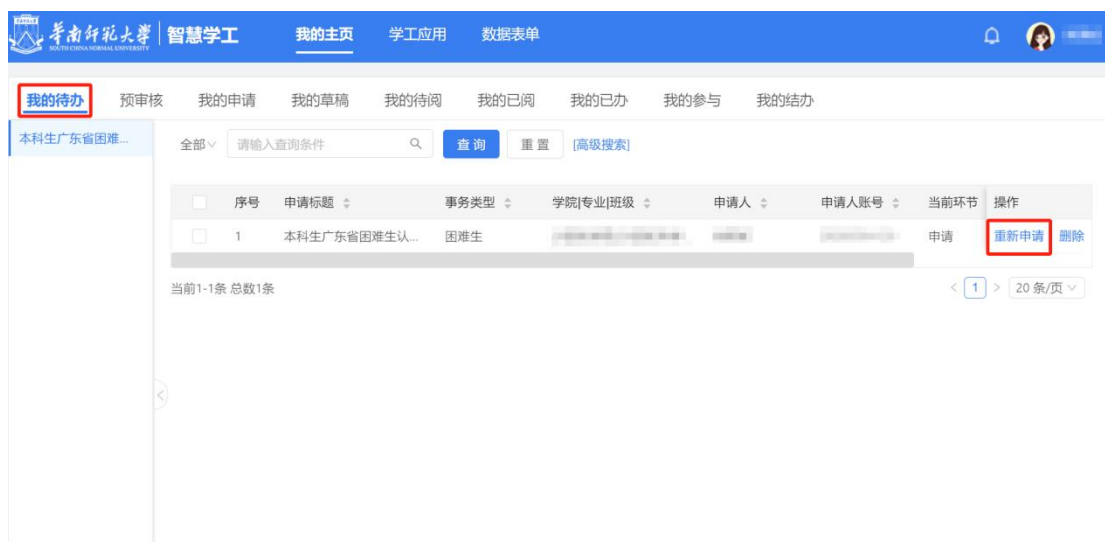 华南师范大学 智慧学工 我的主页 学工应用 数据表单
SOUTH CHINA NORMAL UNIVERSITY
我的待办 预审核 我的申请 我的草稿 我的待阅 我的已阅 我的已办 我的参与 我的结办
本科生广东省困难...
全部 请输入查询条件 查询 重置 [高级搜索]
序号 申请标题 事务类型 学院|专业|班级 申请人 申请人账号 当前环节 操作
1 本科生广东省困难生认... 困难生 申请 重新申请 删除
当前1-1条 总数1条 < 1 > 20 条/页